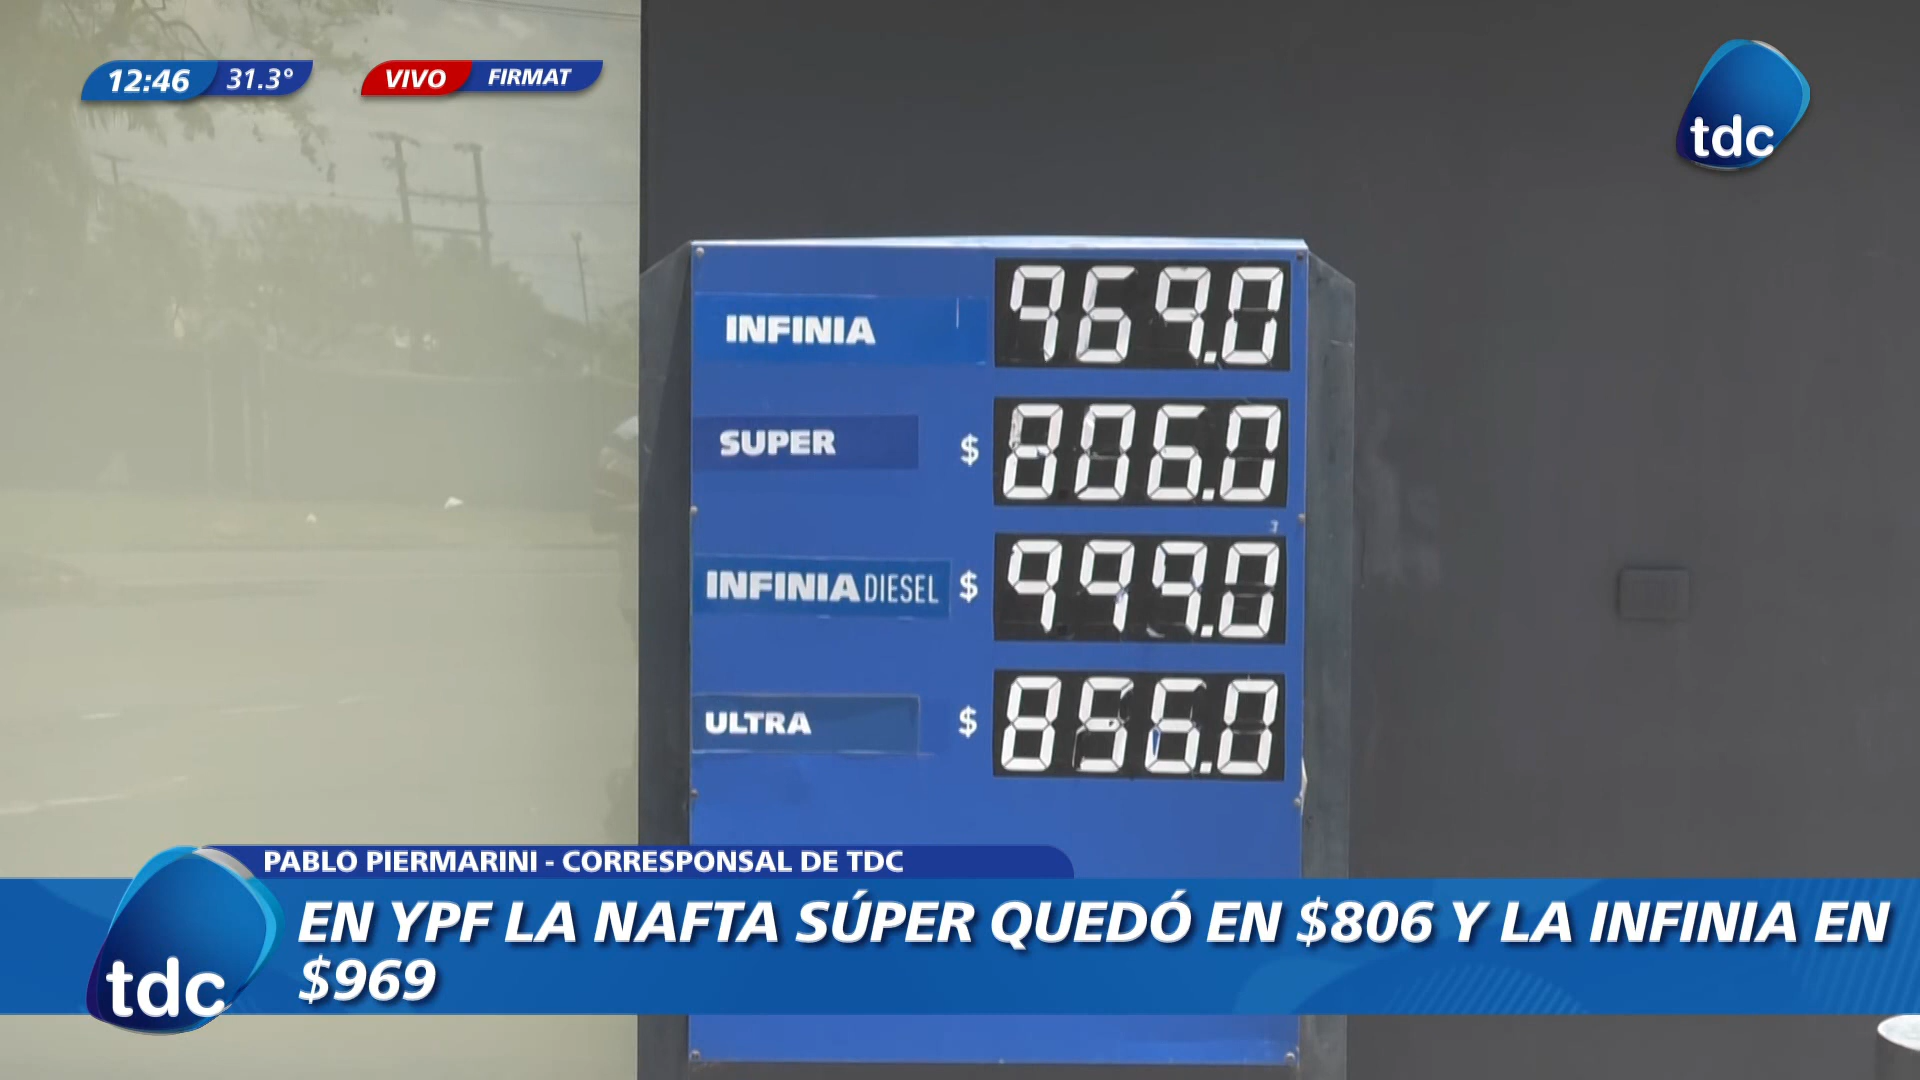 12:46 31.3° VIVO FIRMAT
tdc
INFINIA 969.0
SUPER $ 806.0
INFINIA DIESEL $ 999.0
ULTRA $ 856.0
PABLO PIERMARINI - CORRESPONSAL DE TDC
EN YPF LA NAFTA SÚPER QUEDÓ EN $806 Y LA INFINIA EN
$969
tdc